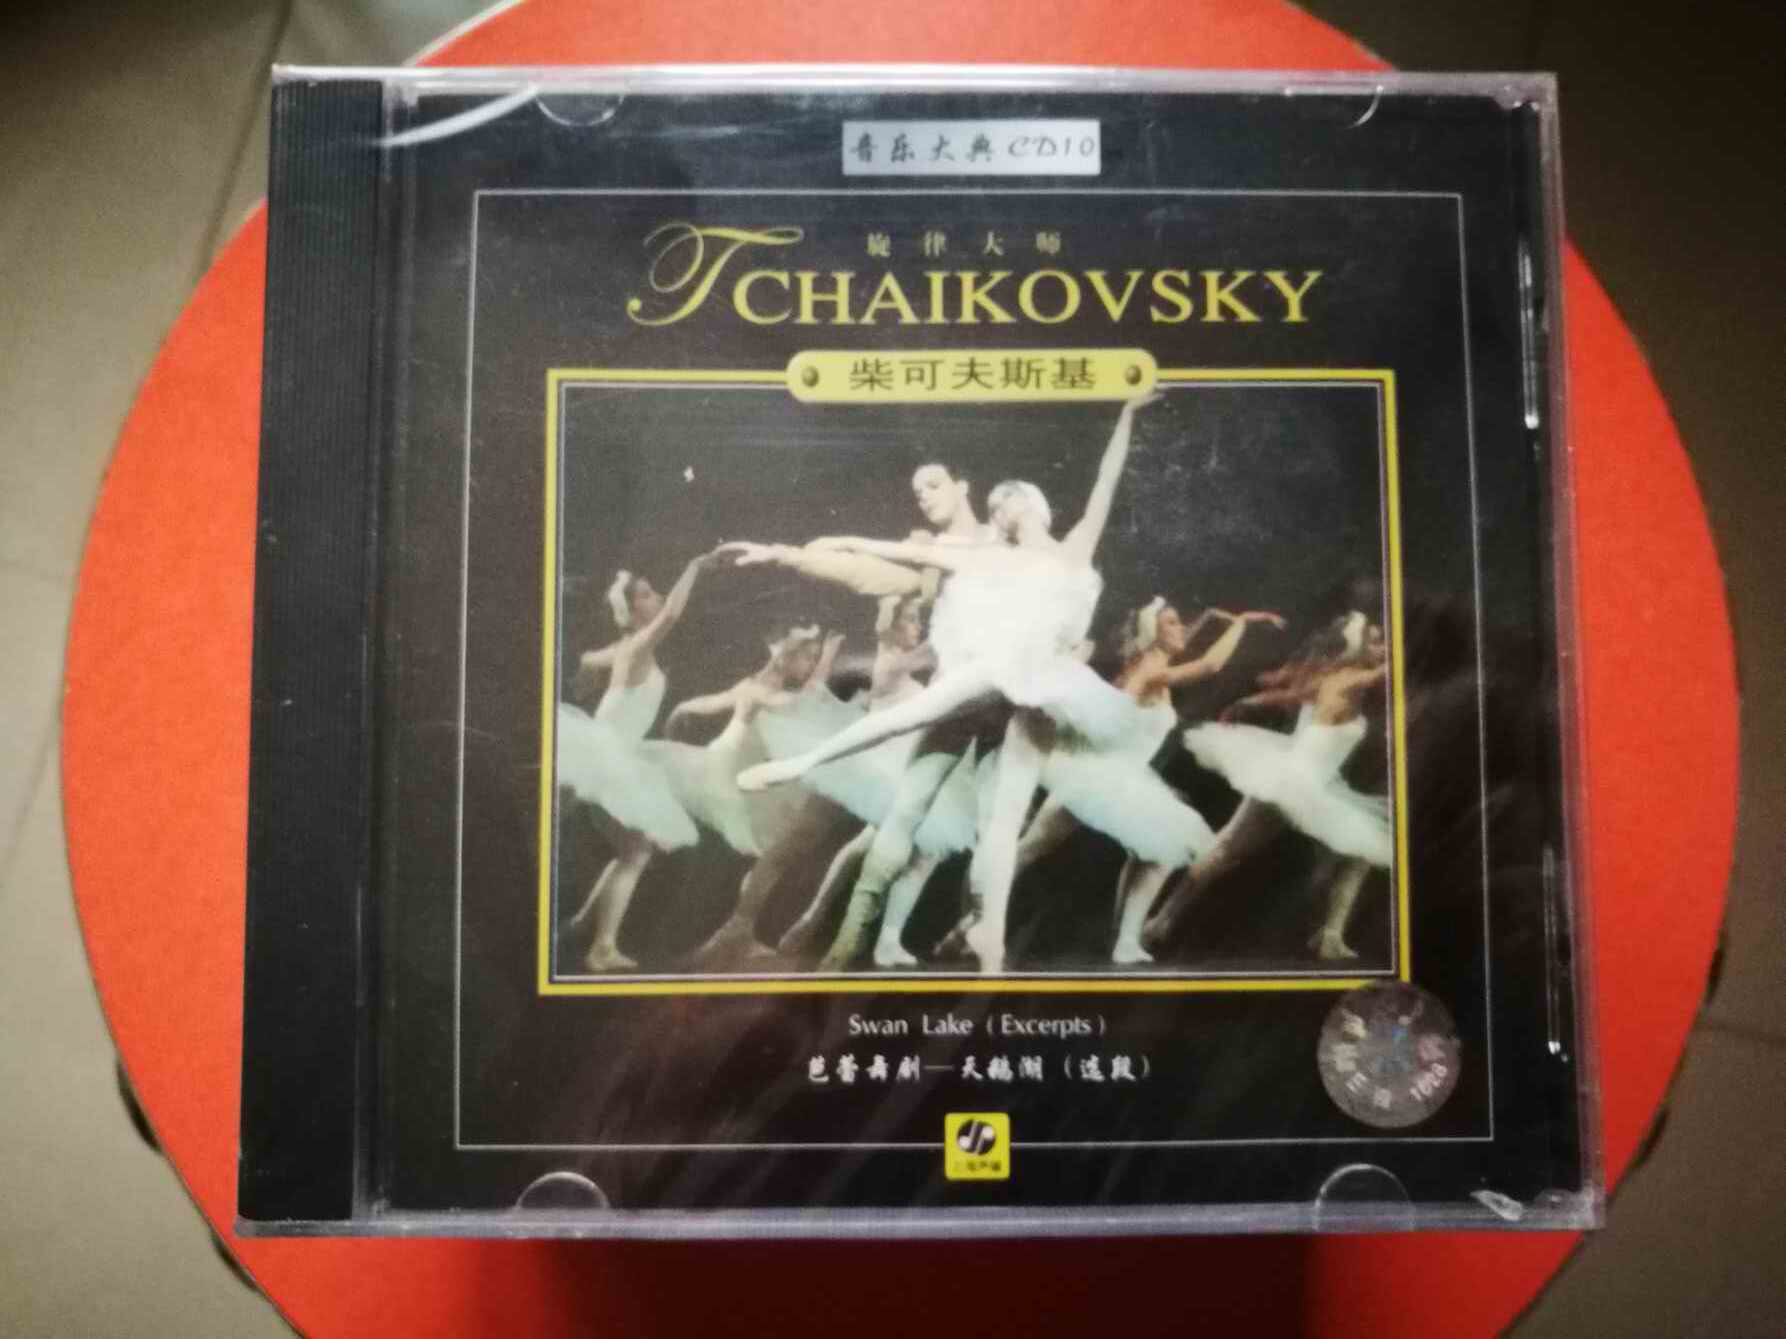 音乐大典 CD10
旋律大师
TCHAIKOVSKY
柴可夫斯基
Swan Lake (Excerpts)
芭蕾舞剧—天鹅湖 (选段)